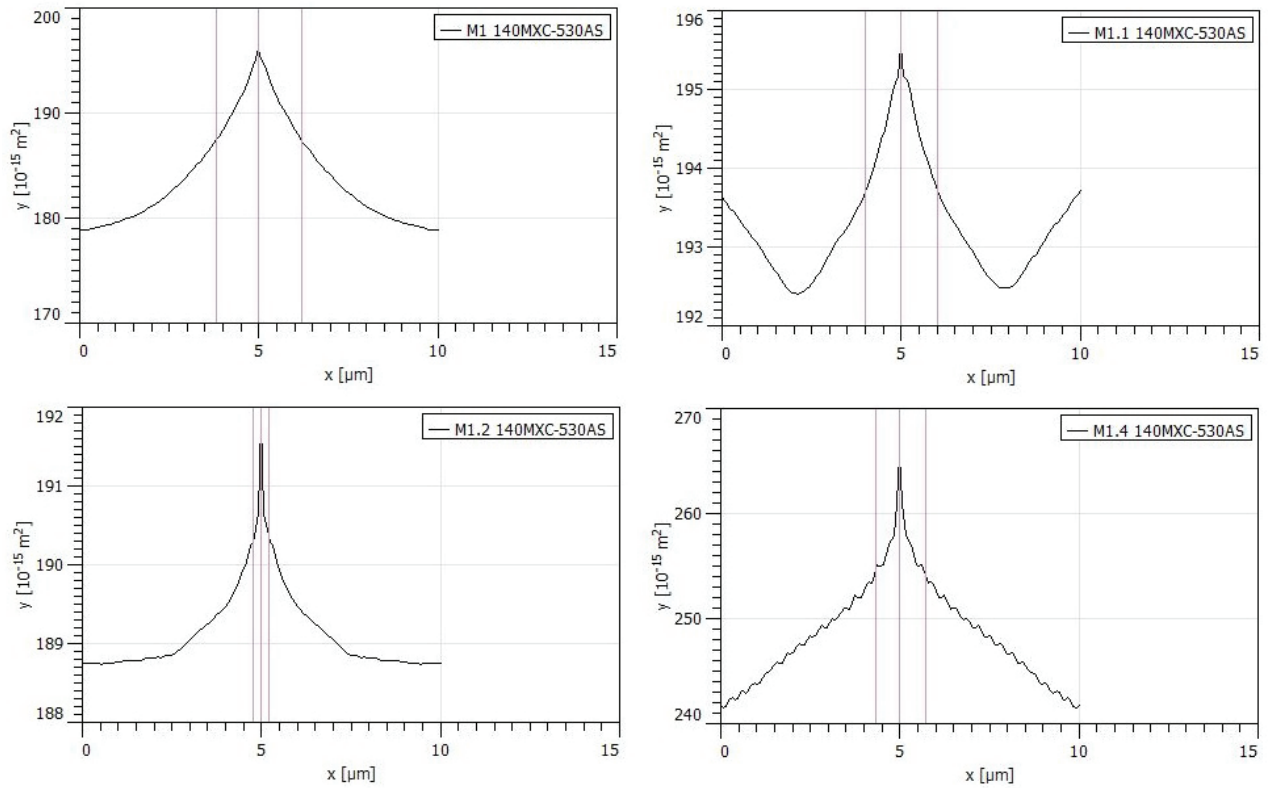 200
190
180
170
y [10⁻¹⁵ m²]
M1 140MXC-530AS
0 5 10 15
x [µm]
196
195
194
193
192
y [10⁻¹⁵ m²]
M1.1 140MXC-530AS
0 5 10 15
x [µm]
192
191
190
189
188
y [10⁻¹⁵ m²]
M1.2 140MXC-530AS
0 5 10 15
x [µm]
270
260
250
240
y [10⁻¹⁵ m²]
M1.4 140MXC-530AS
0 5 10 15
x [µm]